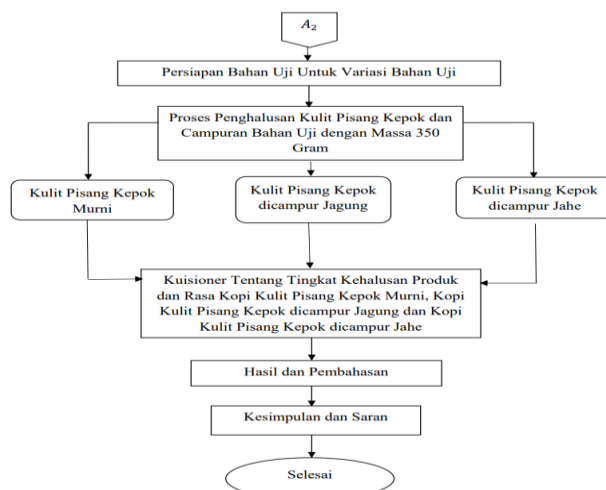 A₂
Persiapan Bahan Uji Untuk Variasi Bahan Uji
Proses Penghalusan Kulit Pisang Kepok dan
Campuran Bahan Uji dengan Massa 350
Gram
Kulit Pisang Kepok
Murni
Kulit Pisang Kepok
dicampur Jagung
Kulit Pisang Kepok
dicampur Jahe
Kuisioner Tentang Tingkat Kehalusan Produk
dan Rasa Kopi Kulit Pisang Kepok Murni, Kopi
Kulit Pisang Kepok dicampur Jagung dan Kopi
Kulit Pisang Kepok dicampur Jahe
Hasil dan Pembahasan
Kesimpulan dan Saran
Selesai